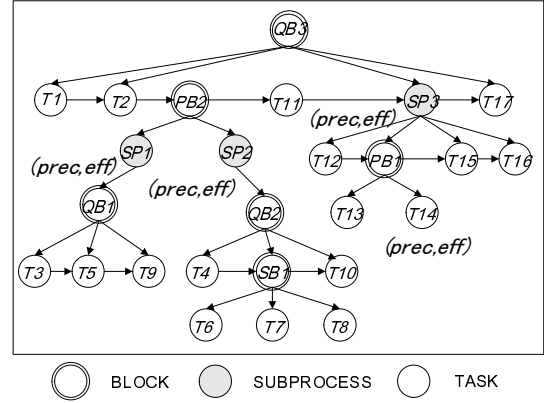 QB3
T1 T2 PB2 T11 SP3 T17
(prec,eff)
SP1 SP2 T12 PB1 T15 T16
(prec,eff) (prec,eff)
QB1 QB2 T13 T14
(prec,eff)
T3 T5 T9 T4 SB1 T10
T6 T7 T8
BLOCK SUBPROCESS TASK